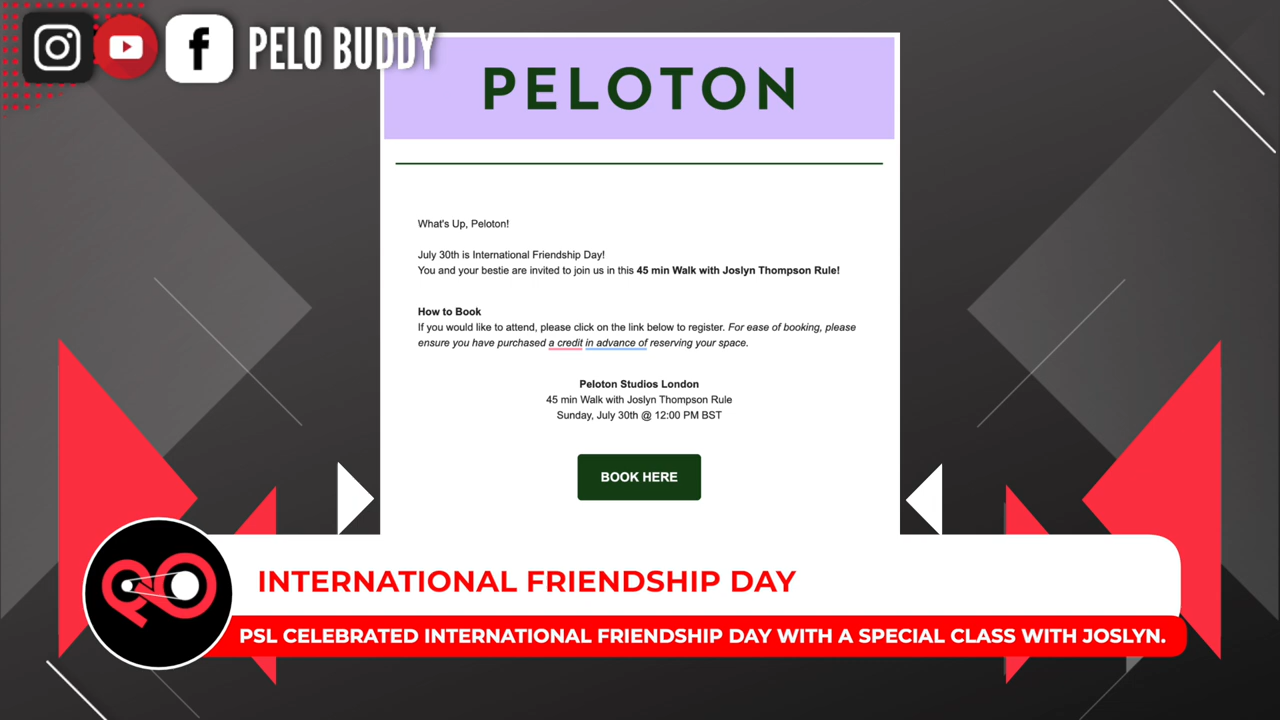 PELO BUDDY
PELOTON
What's Up, Peloton!
July 30th is International Friendship Day!
You and your bestie are invited to join us in this 45 min Walk with Joslyn Thompson Rule!
How to Book
If you would like to attend, please click on the link below to register. For ease of booking, please
ensure you have purchased a credit in advance of reserving your space.
Peloton Studios London
45 min Walk with Joslyn Thompson Rule
Sunday, July 30th @ 12:00 PM BST
BOOK HERE
INTERNATIONAL FRIENDSHIP DAY
PSL CELEBRATED INTERNATIONAL FRIENDSHIP DAY WITH A SPECIAL CLASS WITH JOSLYN.